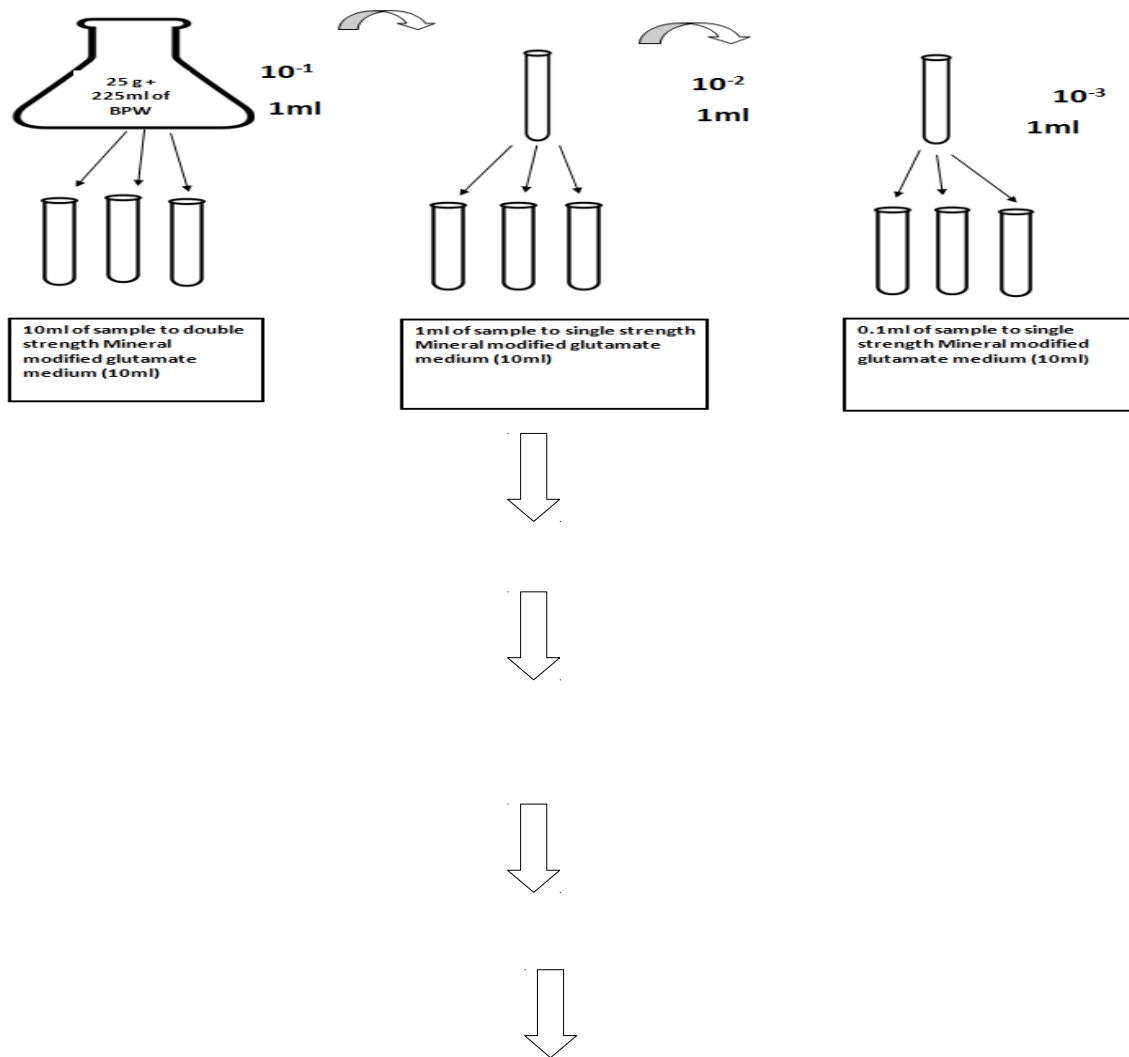 25 g +
225ml of
BPW
10⁻¹
1ml
10⁻²
1ml
10⁻³
1ml
10ml of sample to double
strength Mineral
modified glutamate
medium (10ml)
1ml of sample to single strength
Mineral modified glutamate
medium (10ml)
0.1ml of sample to single
strength Mineral modified
glutamate medium (10ml)